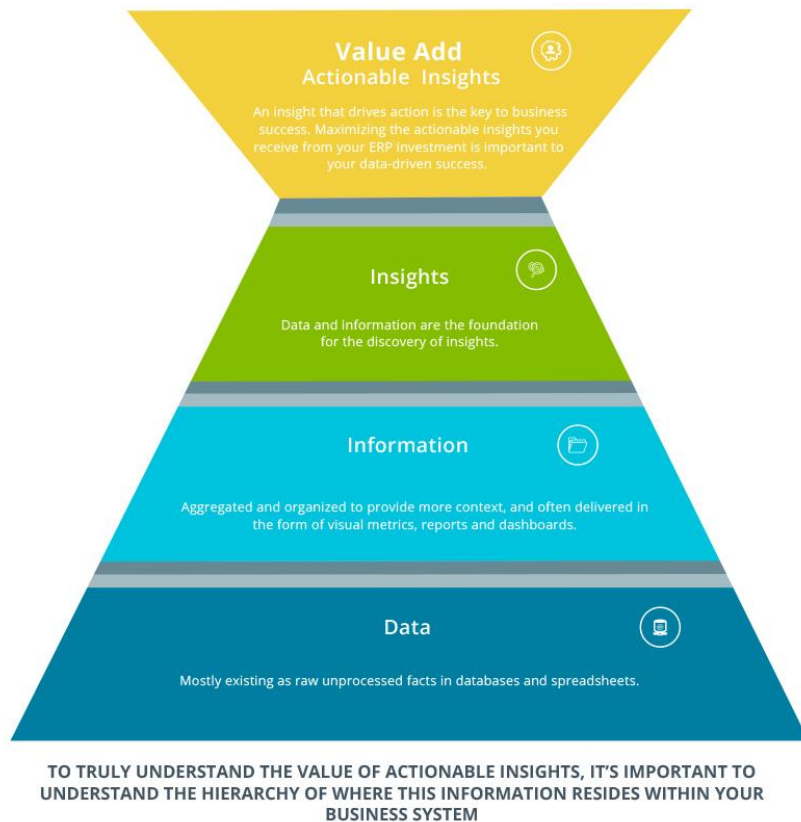 Value Add
Actionable Insights
An insight that drives action is the key to business
success. Maximizing the actionable insights you
receive from your ERP investment is important to
your data-driven success.
Insights
Data and information are the foundation
for the discovery of insights.
Information
Aggregated and organized to provide more context, and often delivered in
the form of visual metrics, reports and dashboards.
Data
Mostly existing as raw unprocessed facts in databases and spreadsheets.
TO TRULY UNDERSTAND THE VALUE OF ACTIONABLE INSIGHTS, IT'S IMPORTANT TO
UNDERSTAND THE HIERARCHY OF WHERE THIS INFORMATION RESIDES WITHIN YOUR
BUSINESS SYSTEM